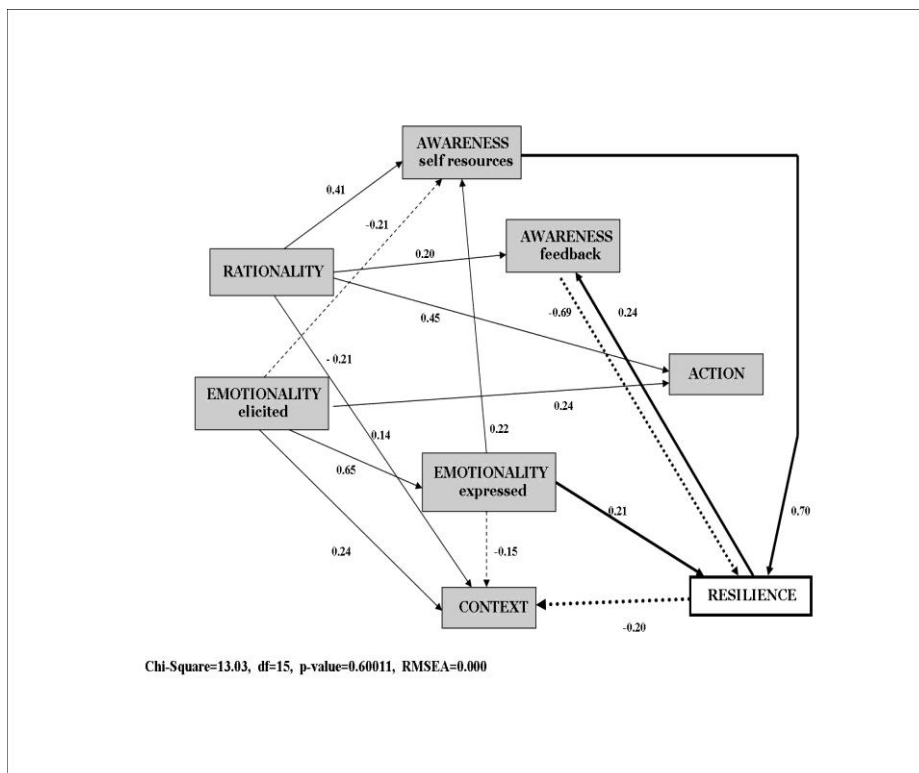 AWARENESS
self resources
0.41
-0.21
AWARENESS
feedback
0.20
RATIONALITY
-0.69
0.24
0.45
- 0.21
ACTION
EMOTIONALITY
elicited
0.24
0.14
0.22
0.65
EMOTIONALITY
expressed
0.21
0.70
0.24
-0.15
RESILIENCE
CONTEXT
-0.20
Chi-Square=13.03, df=15, p-value=0.60011, RMSEA=0.000